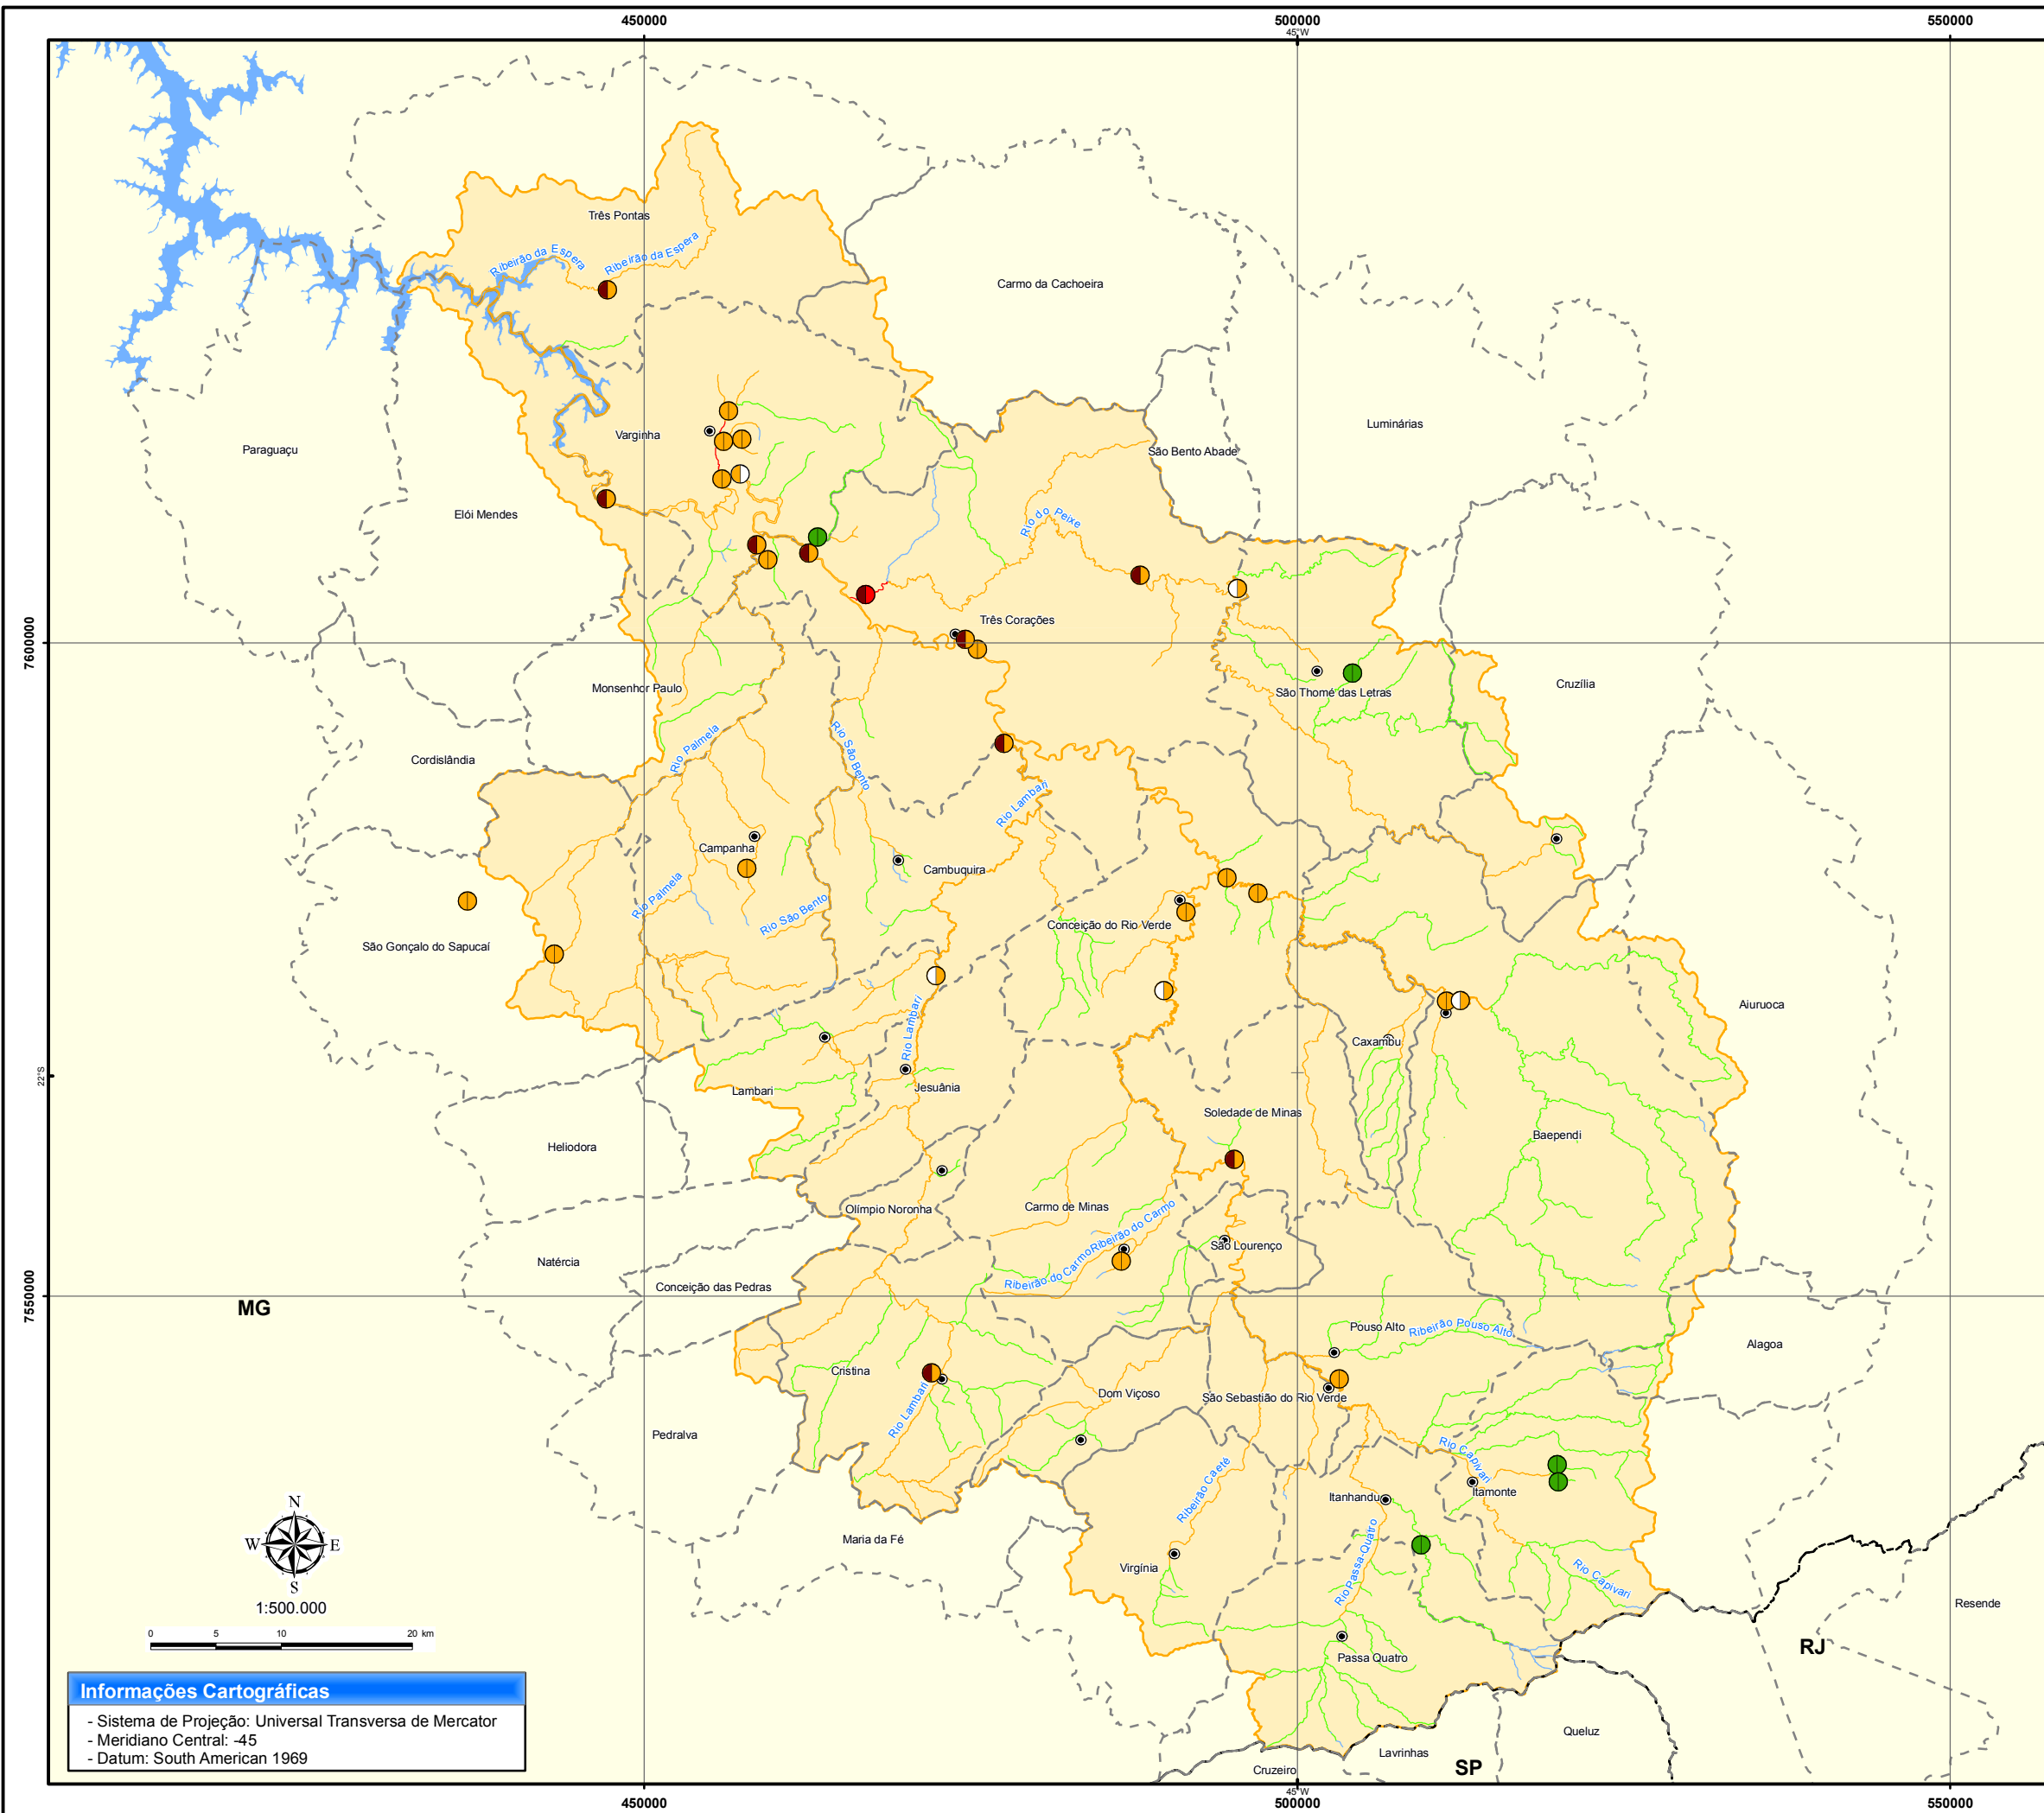 450000
500000
550000
45°W
Três Pontas
Ribeirão da Espera
Ribeirão da Espera
Carmo da Cachoeira
Luminárias
Varginha
Paraguaçu
São Bento Abade
Elói Mendes
Rio do Peixe
Três Corações
7600000
Monsenhor Paulo
São Thomé das Letras
Cruzília
Rio Palmela
Rio São Bento
Cordislândia
Rio Lambari
Campanha
Cambuquira
Rio Palmela
Rio São Bento
Conceição do Rio Verde
São Gonçalo do Sapucaí
Aiuruoca
Rio Lambari
Caxambu
22°S
Lambari
Jesuânia
Soledade de Minas
Baependi
Heliodora
Olímpio Noronha
Carmo de Minas
Ribeirão do Carmo
Ribeirão do Carmo
São Lourenço
Natércia
Conceição das Pedras
7550000
MG
Pouso Alto
Ribeirão Pouso Alto
Alagoa
Cristina
Dom Viçoso
São Sebastião do Rio Verde
Rio Lambari
Pedralva
Rio Capivari
Ribeirão Caeté
Itanhandu
Itamonte
N
W
E
S
Maria da Fé
Virgínia
Rio Passa-Quatro
Rio Capivari
1:500.000
Resende
0 5 10 20 km
RJ
Passa Quatro
Informações Cartográficas
- Sistema de Projeção: Universal Transversa de Mercator
- Meridiano Central: -45
- Datum: South American 1969
Queluz
Lavrinhas
SP
Cruzeiro
45°W
450000
500000
550000